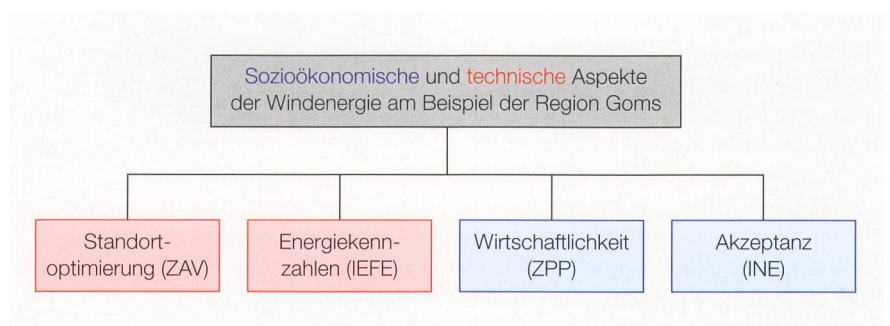 Sozioökonomische und technische Aspekte
der Windenergie am Beispiel der Region Goms
Standort-
optimierung (ZAV)
Energiekenn-
zahlen (IEFE)
Wirtschaftlichkeit
(ZPP)
Akzeptanz
(INE)